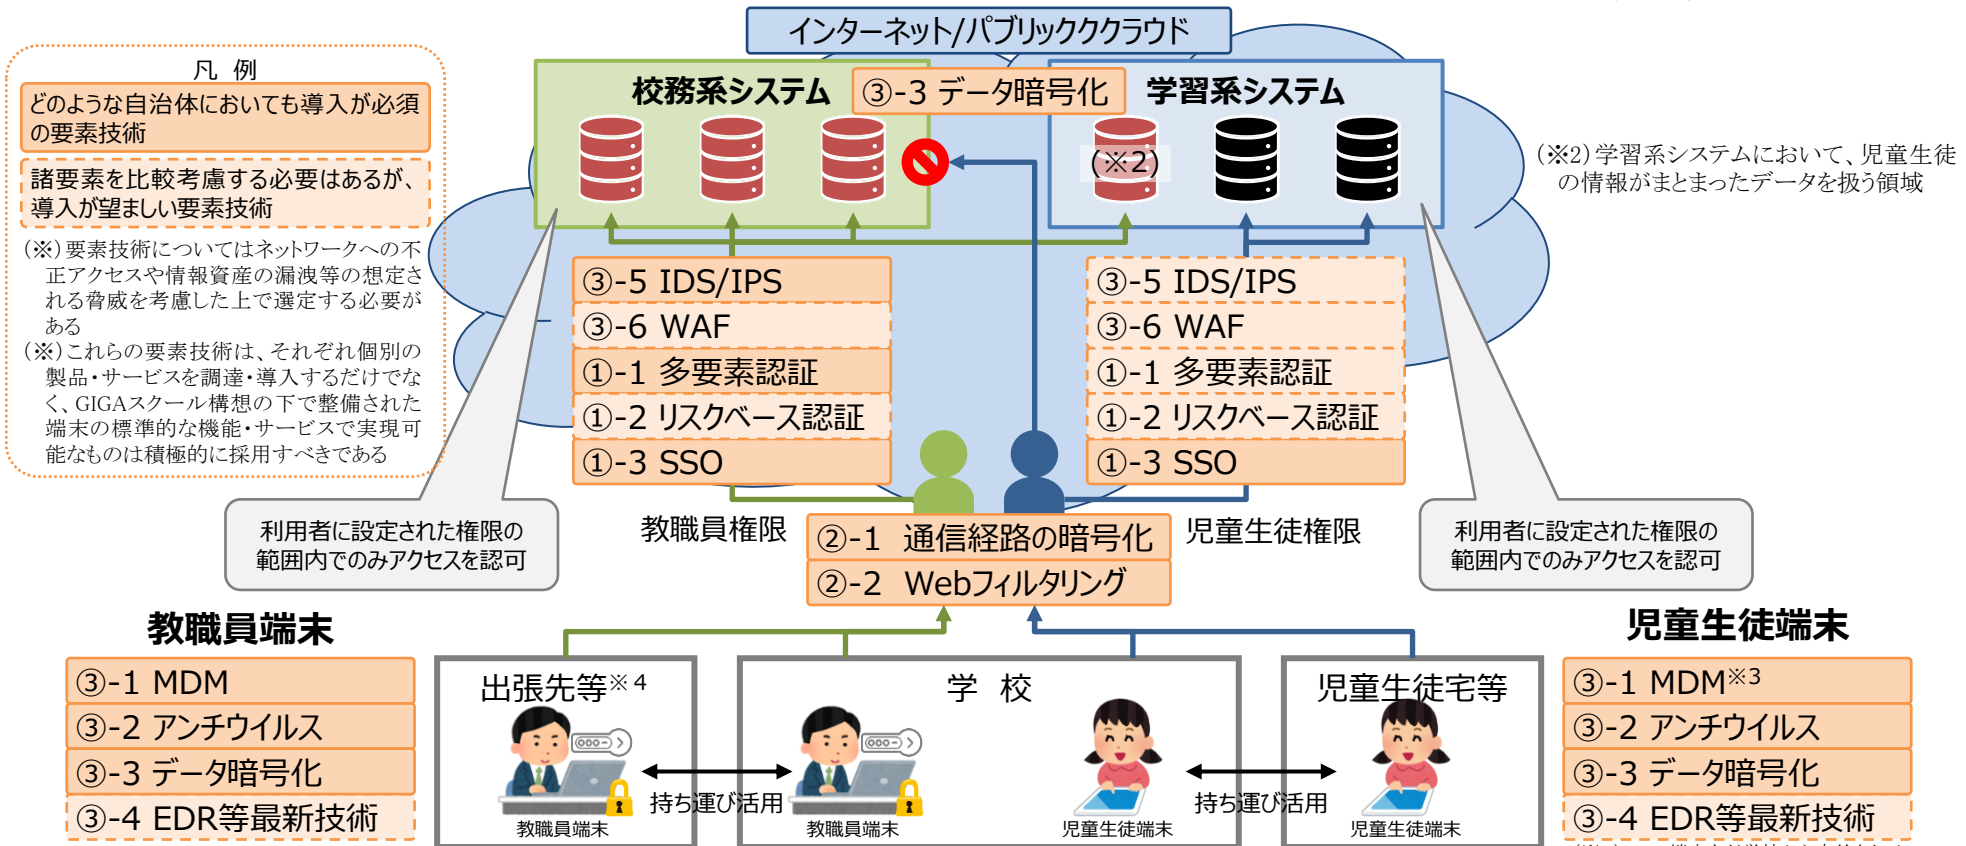 インターネット/パブリッククラウド
凡 例
どのような自治体においても導入が必須
の要素技術
諸要素を比較考慮する必要はあるが、
導入が望ましい要素技術
(※)要素技術についてはネットワークへの不
正アクセスや情報資産の漏洩等の想定さ
れる脅威を考慮した上で選定する必要が
ある
(※)これらの要素技術は、それぞれ個別の
製品・サービスを調達・導入するだけでな
く、GIGAスクール構想の下で整備された
端末の標準的な機能・サービスで実現可
能なものは積極的に採用すべきである
校務系システム
③-3 データ暗号化
学習系システム
(※2)
(※2)学習系システムにおいて、児童生徒
の情報がまとまったデータを扱う領域
③-5 IDS/IPS
③-6 WAF
①-1 多要素認証
①-2 リスクベース認証
①-3 SSO
③-5 IDS/IPS
③-6 WAF
①-1 多要素認証
①-2 リスクベース認証
①-3 SSO
利用者に設定された権限の
範囲内でのみアクセスを認可
教職員権限
児童生徒権限
利用者に設定された権限の
範囲内でのみアクセスを認可
②-1 通信経路の暗号化
②-2 Webフィルタリング
教職員端末
③-1 MDM
③-2 アンチウイルス
③-3 データ暗号化
③-4 EDR等最新技術
出張先等※4
教職員端末
持ち運び活用
学 校
教職員端末
児童生徒端末
持ち運び活用
児童生徒宅等
児童生徒端末
児童生徒端末
③-1 MDM※3
③-2 アンチウイルス
③-3 データ暗号化
③-4 EDR等最新技術